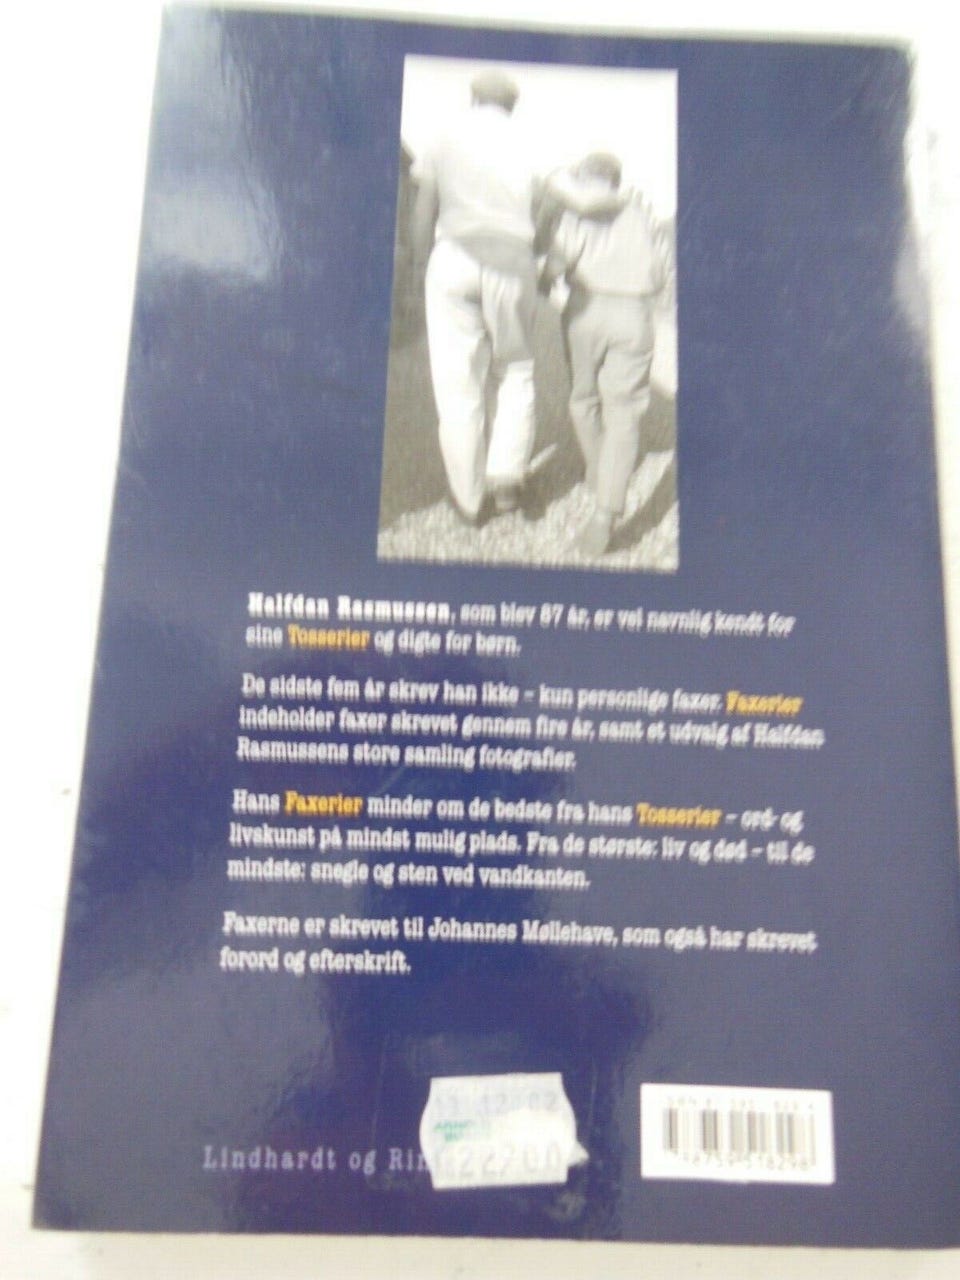 Halfdan Rasmussen, som blev 87 år, er vel navnlig kendt for
sine Tosserier og digte for børn.
De sidste fem år skrev han ikke – kun personlige faxer. Faxerier
indeholder faxer skrevet gennem fire år, samt et udvalg af Halfdan
Rasmussens store samling fotografier.
Hans Faxerier minder om de bedste fra hans Tosserier – ord- og
livskunst på mindst mulig plads. Fra de største: liv og død – til de
mindste: snegle og sten ved vandkanten.
Faxerne er skrevet til Johannes Møllehave, som også har skrevet
forord og efterskrift.
Lindhardt og Rin